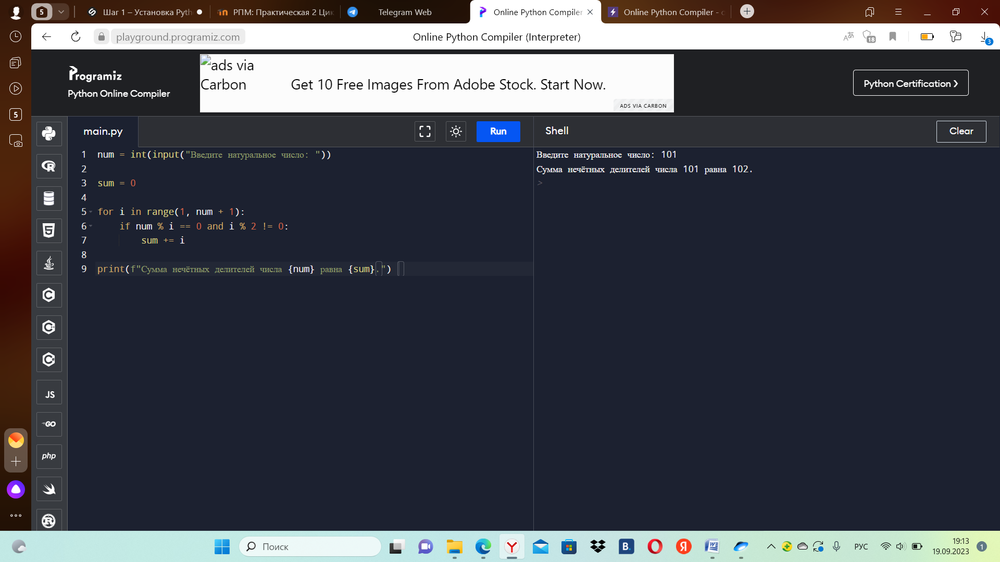 5
Шаг 1 – Установка Pyth
РПМ: Практическая 2 Цик
Telegram Web
Online Python Compiler
Online Python Compiler - o
playground.programiz.com
Online Python Compiler (Interpreter)
18
3
5
Programiz
Python Online Compiler
ads via
Carbon
Get 10 Free Images From Adobe Stock. Start Now.
ADS VIA CARBON
Python Certification
main.py
Run
Shell
Clear
1 num = int(input("Введите натуральное число: "))
2
3 sum = 0
4
5 for i in range(1, num + 1):
6 if num % i == 0 and i % 2 != 0:
7 sum += i
8
9 print(f"Сумма нечётных делителей числа {num} равна {sum}.")
Введите натуральное число: 101
Сумма нечётных делителей числа 101 равна 102.
>
R
5
C
C
C#
JS
GO
php
R
Поиск
B.
Я
РУС
19:13
19.09.2023
1